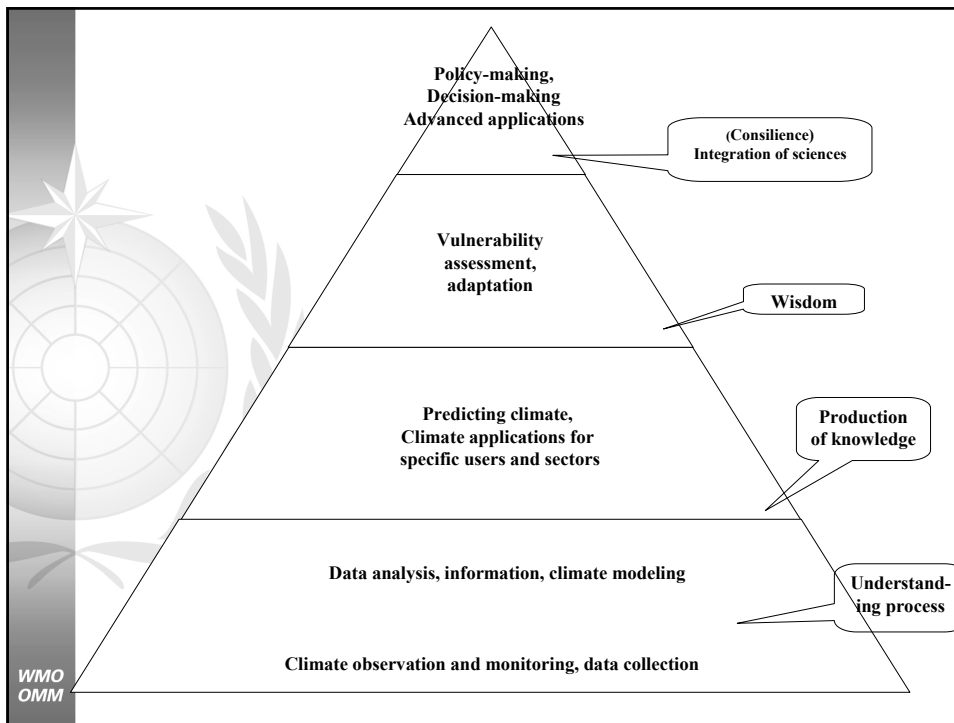 Policy-making,
Decision-making
Advanced applications
(Consilience)
Integration of sciences
Vulnerability
assessment,
adaptation
Wisdom
Predicting climate,
Climate applications for
specific users and sectors
Production
of knowledge
Data analysis, information, climate modeling
Understand-
ing process
Climate observation and monitoring, data collection
WMO
OMM